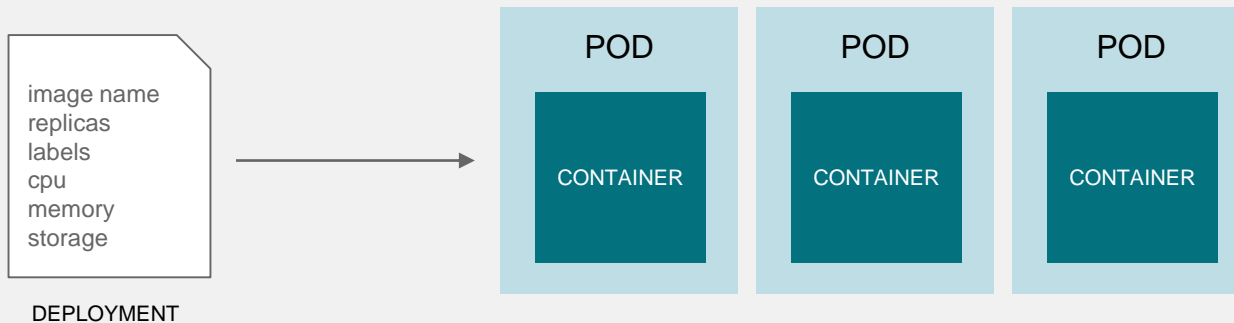 image name
replicas
labels
cpu
memory
storage
DEPLOYMENT
POD
CONTAINER
POD
CONTAINER
POD
CONTAINER